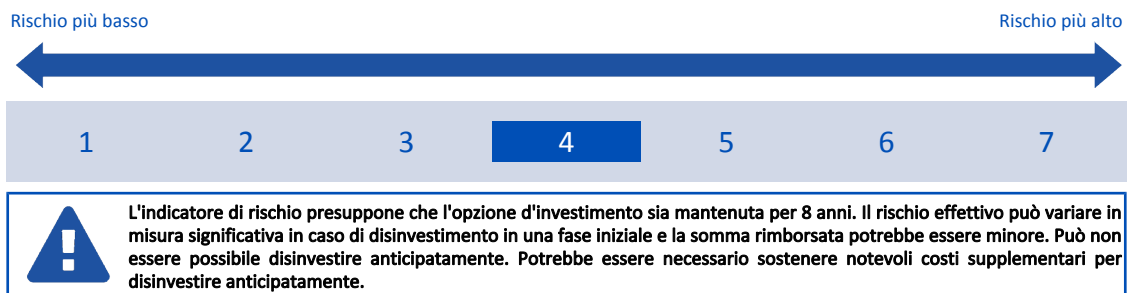 Rischio più basso Rischio più alto
1 2 3 4 5 6 7
L'indicatore di rischio presuppone che l'opzione d'investimento sia mantenuta per 8 anni. Il rischio effettivo può variare in
misura significativa in caso di disinvestimento in una fase iniziale e la somma rimborsata potrebbe essere minore. Può non
essere possibile disinvestire anticipatamente. Potrebbe essere necessario sostenere notevoli costi supplementari per
disinvestire anticipatamente.